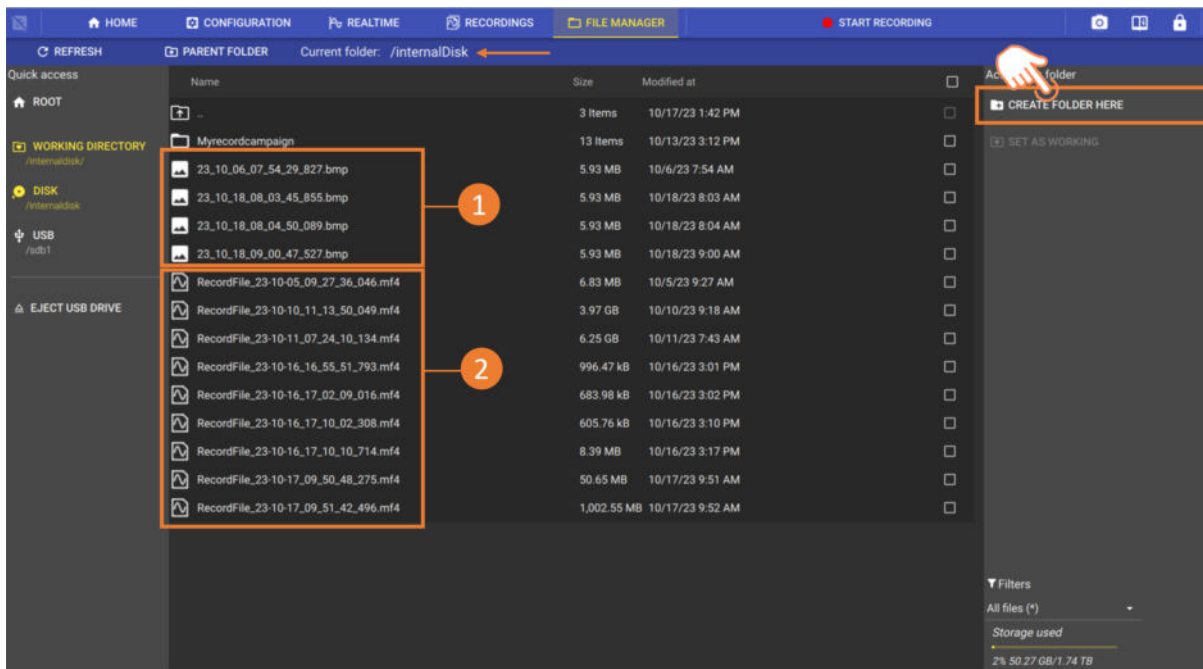 HOME CONFIGURATION REALTIME RECORDINGS FILE MANAGER START RECORDING
REFRESH PARENT FOLDER Current folder: /internalDisk
Quick access
ROOT
WORKING DIRECTORY
/internaldisk/
DISK
/internaldisk
USB
/sdb1
EJECT USB DRIVE
Name Size Modified at
.. 3 Items 10/17/23 1:42 PM
Myrecordcampaign 13 Items 10/13/23 3:12 PM
23_10_06_07_54_29_827.bmp 5.93 MB 10/6/23 7:54 AM
23_10_18_08_03_45_855.bmp 5.93 MB 10/18/23 8:03 AM
1
23_10_18_08_04_50_089.bmp 5.93 MB 10/18/23 8:04 AM
23_10_18_09_00_47_527.bmp 5.93 MB 10/18/23 9:00 AM
RecordFile_23-10-05_09_27_36_046.mf4 6.83 MB 10/5/23 9:27 AM
RecordFile_23-10-10_11_13_50_049.mf4 3.97 GB 10/10/23 9:18 AM
RecordFile_23-10-11_07_24_10_134.mf4 6.25 GB 10/11/23 7:43 AM
RecordFile_23-10-16_16_55_51_793.mf4 996.47 kB 10/16/23 3:01 PM
2
RecordFile_23-10-16_17_02_09_016.mf4 683.98 kB 10/16/23 3:02 PM
RecordFile_23-10-16_17_10_02_308.mf4 605.76 kB 10/16/23 3:10 PM
RecordFile_23-10-16_17_10_10_714.mf4 8.39 MB 10/16/23 3:17 PM
RecordFile_23-10-17_09_50_48_275.mf4 50.65 MB 10/17/23 9:51 AM
RecordFile_23-10-17_09_51_42_496.mf4 1,002.55 MB 10/17/23 9:52 AM
folder
CREATE FOLDER HERE
SET AS WORKING
Filters
All files (*)
Storage used
2% 50.27 GB/1.74 TB